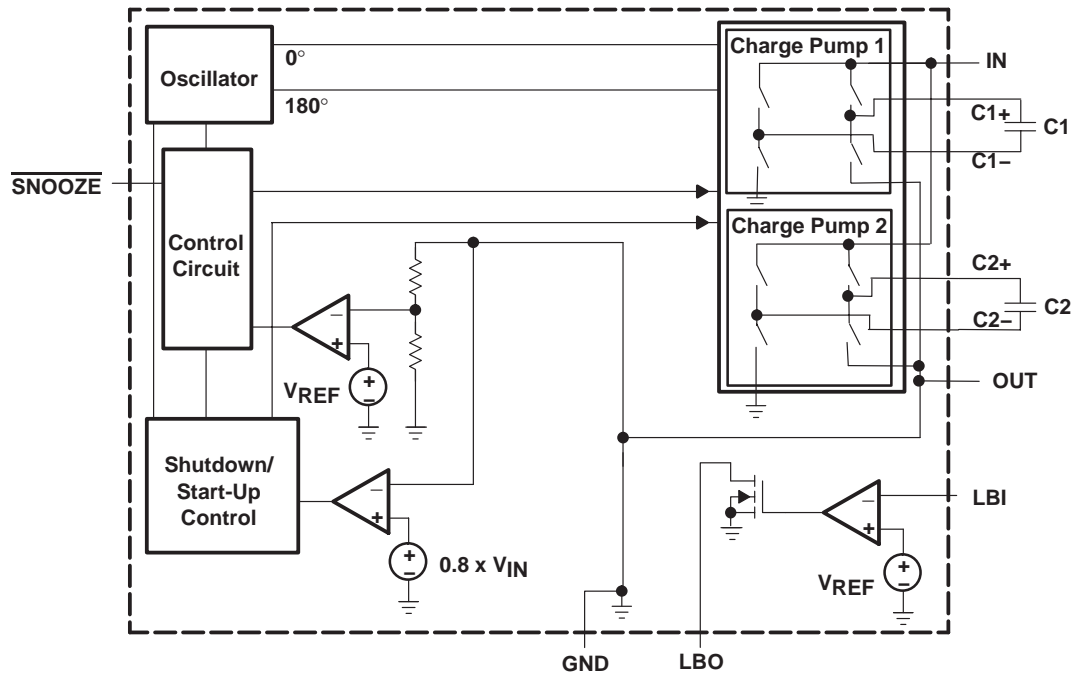 Oscillator
0°
180°
Charge Pump 1
IN
C1+
C1
C1–
SNOOZE
Control
Circuit
Charge Pump 2
C2+
C2
C2–
OUT
–
+
VREF
+
–
Shutdown/
Start-Up
Control
–
+
+
–
0.8 x VIN
–
+
LBI
VREF
+
–
GND
LBO